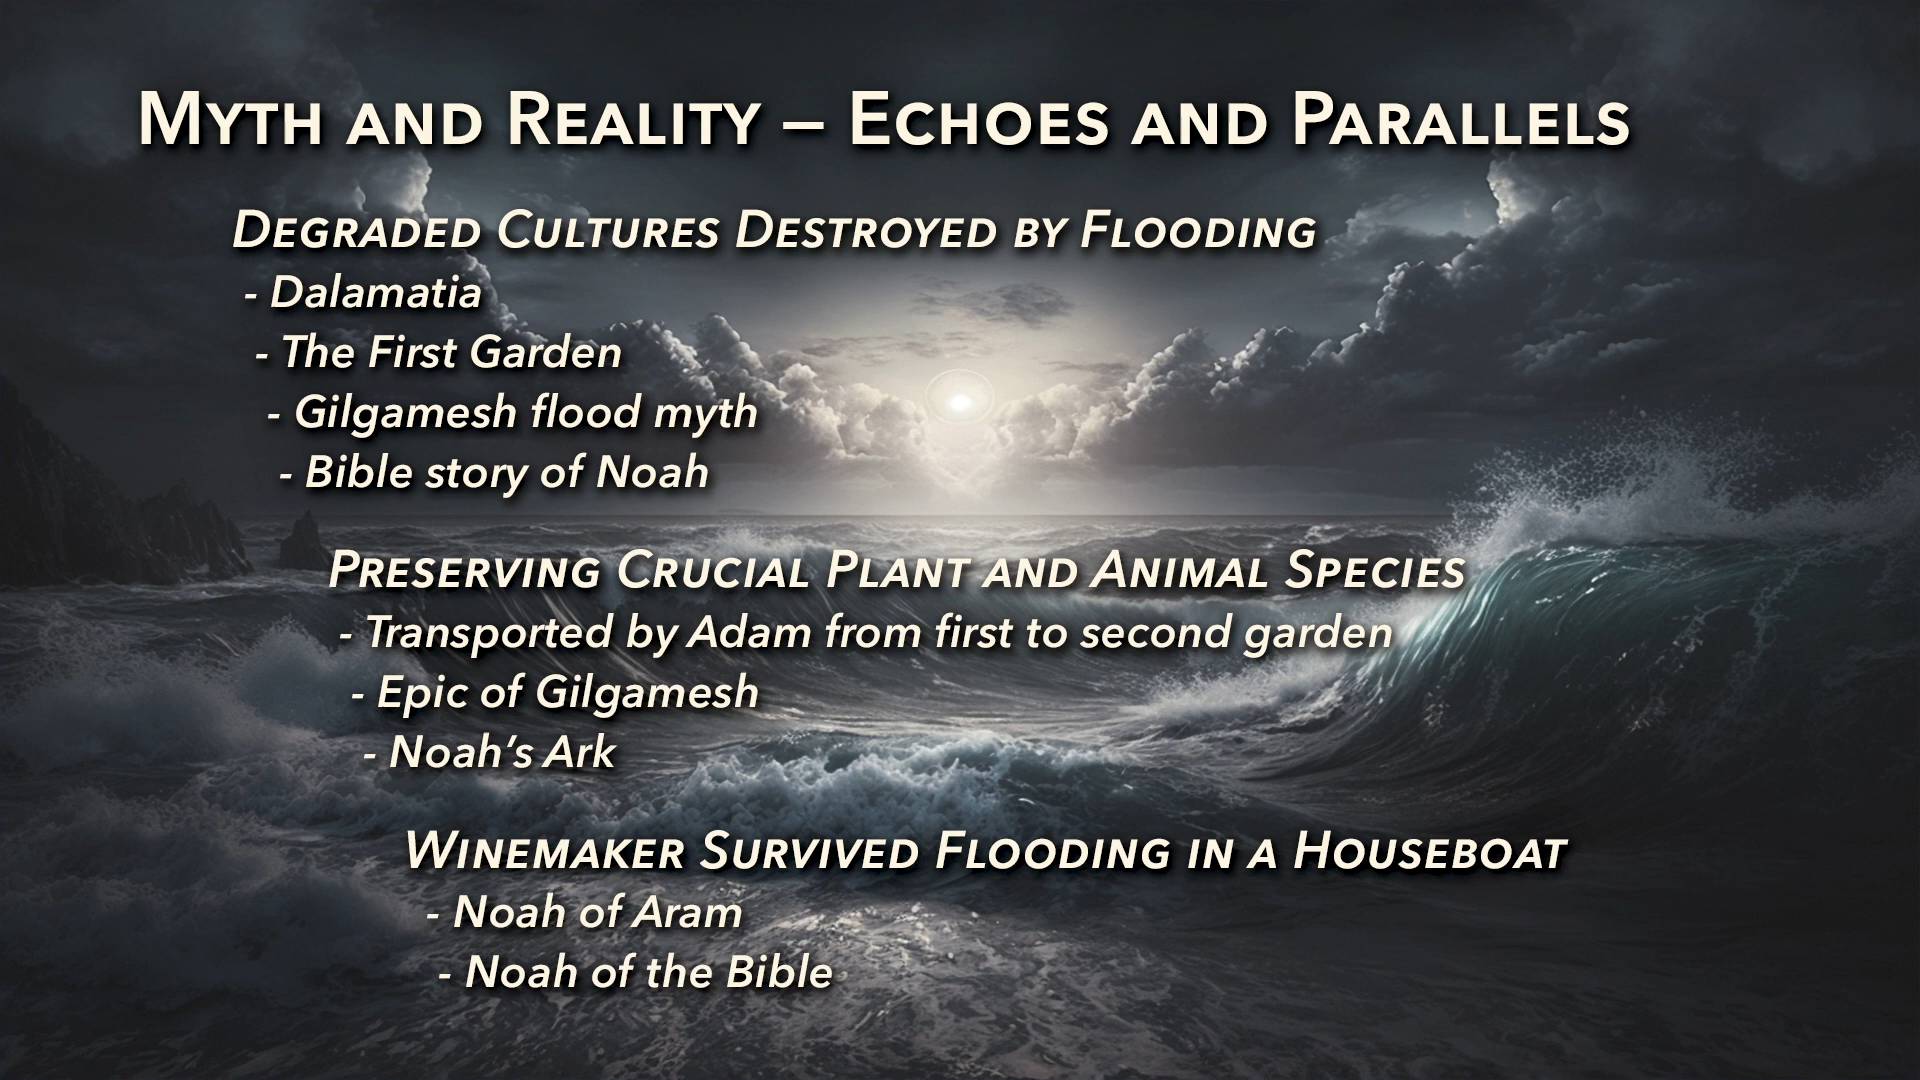 Myth and Reality – Echoes and Parallels
Degraded Cultures Destroyed by Flooding
- Dalamatia
- The First Garden
- Gilgamesh flood myth
- Bible story of Noah
Preserving Crucial Plant and Animal Species
- Transported by Adam from first to second garden
- Epic of Gilgamesh
- Noah’s Ark
Winemaker Survived Flooding in a Houseboat
- Noah of Aram
- Noah of the Bible